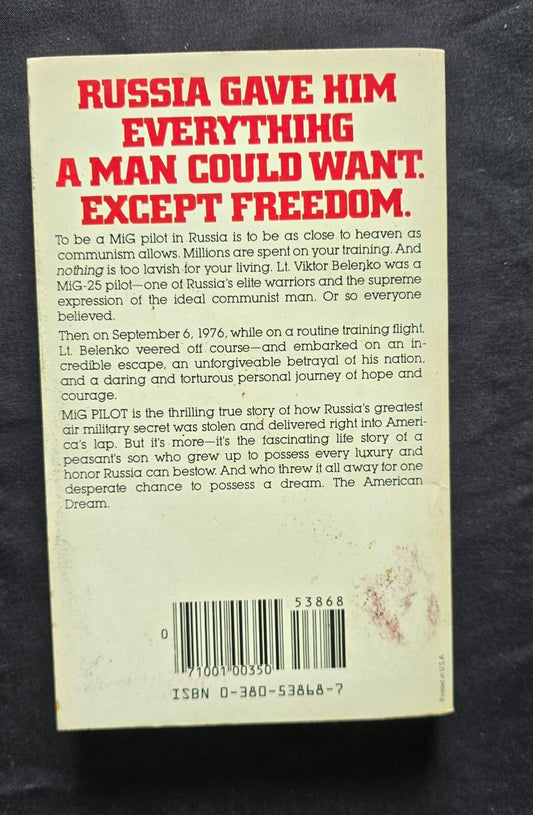 RUSSIA GAVE HIM
EVERYTHIHG
A MAN COULD WANT.
EXCEPT FREEDOM.
To be a MiG pilot in Russia is to be as close to heaven as
communism allows. Millions are spent on your training. And
nothing is too lavish for your living. Lt. Viktor Belenko was a
MiG-25 pilot—one of Russia's elite warriors and the supreme
expression of the ideal communist man. Or so everyone
believed.
Then on September 6, 1976, while on a routine training flight,
Lt. Belenko veered off course—and embarked on an in-
credible escape, an unforgiveable betrayal of his nation,
and a daring and torturous personal journey of hope and
courage.
MiG PILOT is the thrilling true story of how Russia's greatest
air military secret was stolen and delivered right into Ameri-
ca's lap. But it's more—it's the fascinating life story of a
peasant's son who grew up to possess every luxury and
honor Russia can bestow. And who threw it all away for one
desperate chance to possess a dream. The American
Dream.
53868
0
71001 00350
ISBN 0-380-53868-7
Printed in U.S.A.